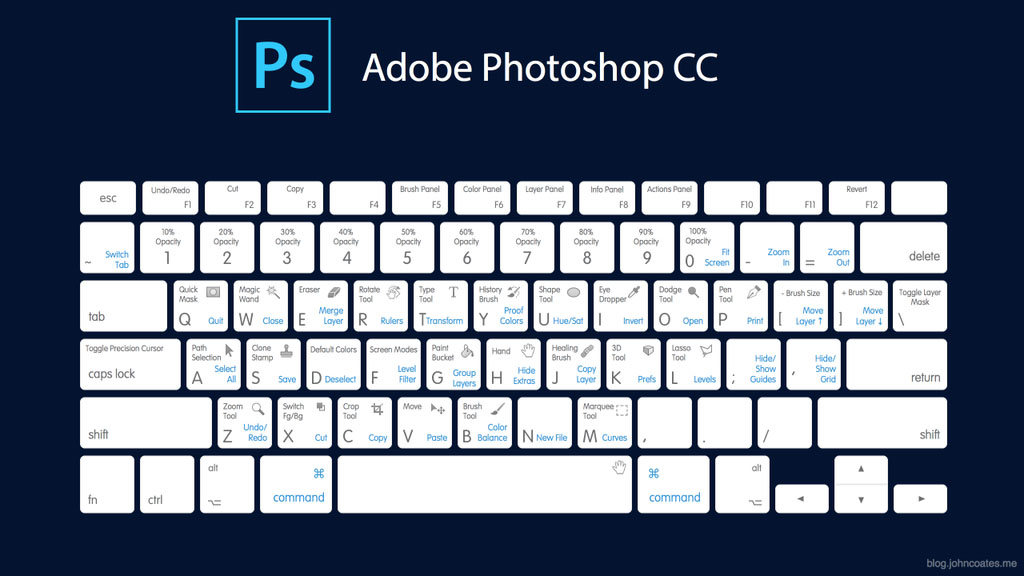 Ps
Adobe Photoshop CC
esc
Undo/Redo
F1
Cut
F2
Copy
F3
F4
Brush Panel
F5
Color Panel
F6
Layer Panel
F7
Info Panel
F8
Actions Panel
F9
F10
F11
Revert
F12
~
Switch
Tab
10%
Opacity
1
20%
Opacity
2
30%
Opacity
3
40%
Opacity
4
50%
Opacity
5
60%
Opacity
6
70%
Opacity
7
80%
Opacity
8
90%
Opacity
9
100%
Opacity
0
Fit
Screen
-
Zoom
In
=
Zoom
Out
delete
tab
Quick
Mask
Q
Quit
Magic
Wand
W
Close
Eraser
E
Merge
Layer
Rotate
Tool
R
Rulers
Type
Tool
T
Transform
History
Brush
Y
Proof
Colors
Shape
Tool
U
Hue/Sat
Eye
Dropper
I
Invert
Dodge
Tool
O
Open
Pen
Tool
P
Print
- Brush Size
[
Move
Layer ↑
+ Brush Size
]
Move
Layer ↓
Toggle Layer
Mask
\
Toggle Precision Cursor
caps lock
Path
Selection
A
Select
All
Clone
Stamp
S
Save
Default Colors
D
Deselect
Screen Modes
F
Level
Filter
Paint
Bucket
G
Group
Layers
Hand
H
Hide
Extras
Healing
Brush
J
Copy
Layer
3D
Tool
K
Prefs
Lasso
Tool
L
Levels
;
Hide/
Show
Guides
'
Hide/
Show
Grid
return
shift
Zoom
Tool
Z
Undo/
Redo
Switch
Fg/Bg
X
Cut
Crop
Tool
C
Copy
Move
V
Paste
Brush
Tool
B
Color
Balance
N
New File
Marquee
Tool
M
Curves
,
.
/
shift
fn
ctrl
alt
⌥
⌘
command
⌘
command
alt
⌥
◄
▲
▼
►
blog.johncoates.me